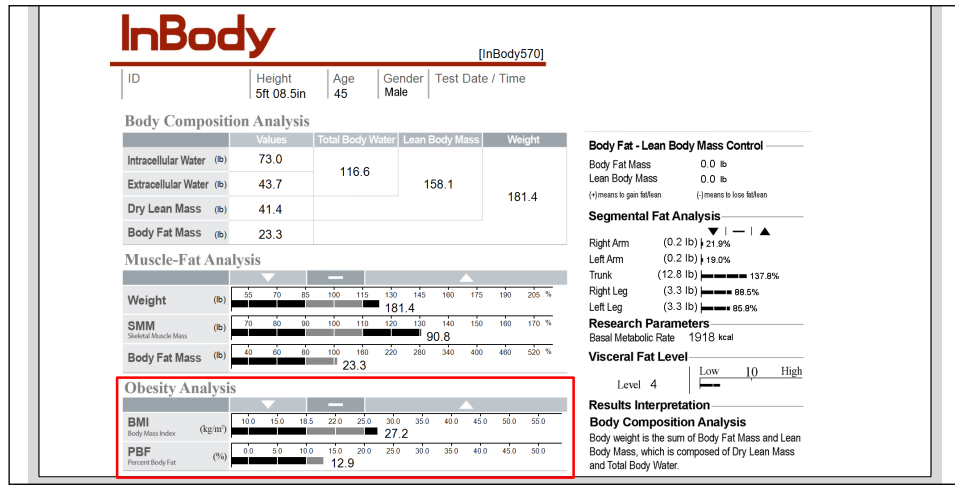 InBody
[InBody570]
ID Height Age Gender Test Date / Time
5ft 08.5in 45 Male
Body Composition Analysis
Values Total Body Water Lean Body Mass Weight
Intracellular Water (lb) 73.0
116.6
Extracellular Water (lb) 43.7
158.1
181.4
Dry Lean Mass (lb) 41.4
Body Fat Mass (lb) 23.3
Muscle-Fat Analysis
Weight (lb) 55 70 85 100 115 130 145 160 175 190 205 %
181.4
SMM (lb) 70 80 90 100 110 120 130 140 150 160 170 %
Skeletal Muscle Mass 90.8
Body Fat Mass (lb) 40 60 80 100 160 220 280 340 400 460 520 %
23.3
Obesity Analysis
BMI (kg/m²) 10.0 15.0 18.5 22.0 25.0 30.0 35.0 40.0 45.0 50.0 55.0
Body Mass Index 27.2
PBF (%) 0.0 5.0 10.0 15.0 20.0 25.0 30.0 35.0 40.0 45.0 50.0
Percent Body Fat 12.9
Body Fat - Lean Body Mass Control
Body Fat Mass 0.0 lb
Lean Body Mass 0.0 lb
(+) means to gain fat/lean (-) means to lose fat/lean
Segmental Fat Analysis
Right Arm (0.2 lb) 21.9%
Left Arm (0.2 lb) 19.0%
Trunk (12.8 lb) 137.8%
Right Leg (3.3 lb) 88.5%
Left Leg (3.3 lb) 85.8%
Research Parameters
Basal Metabolic Rate 1918 kcal
Visceral Fat Level
Low 10 High
Level 4
Results Interpretation
Body Composition Analysis
Body weight is the sum of Body Fat Mass and Lean
Body Mass, which is composed of Dry Lean Mass
and Total Body Water.